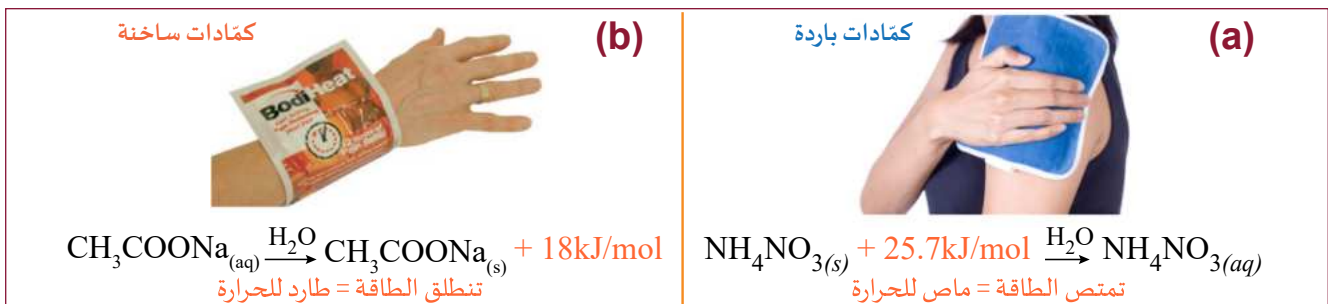 (a)
كمّادات باردة
NH₄NO₃(s) + 25.7kJ/mol —H₂O→ NH₄NO₃(aq)
تمتص الطاقة = ماص للحرارة
(b)
كمّادات ساخنة
BodiHeat
CH₃COONa(aq) —H₂O→ CH₃COONa(s) + 18kJ/mol
تنطلق الطاقة = طارد للحرارة